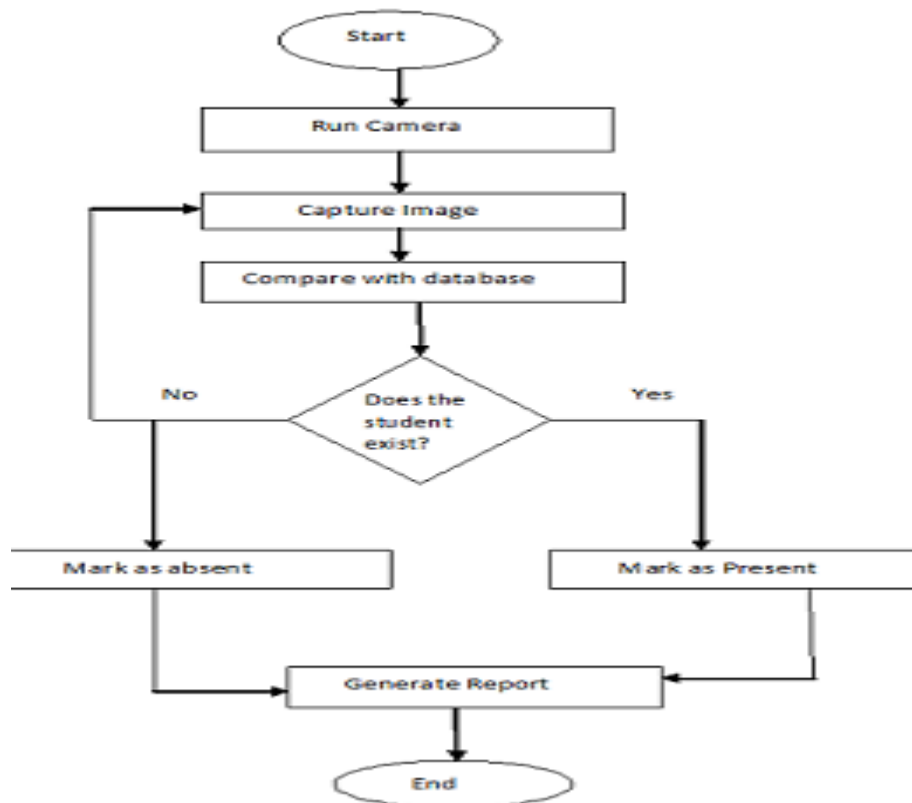 Start
Run Camera
Capture Image
Compare with database
No
Yes
Does the
student
exist?
Mark as absent
Mark as Present
Generate Report
End